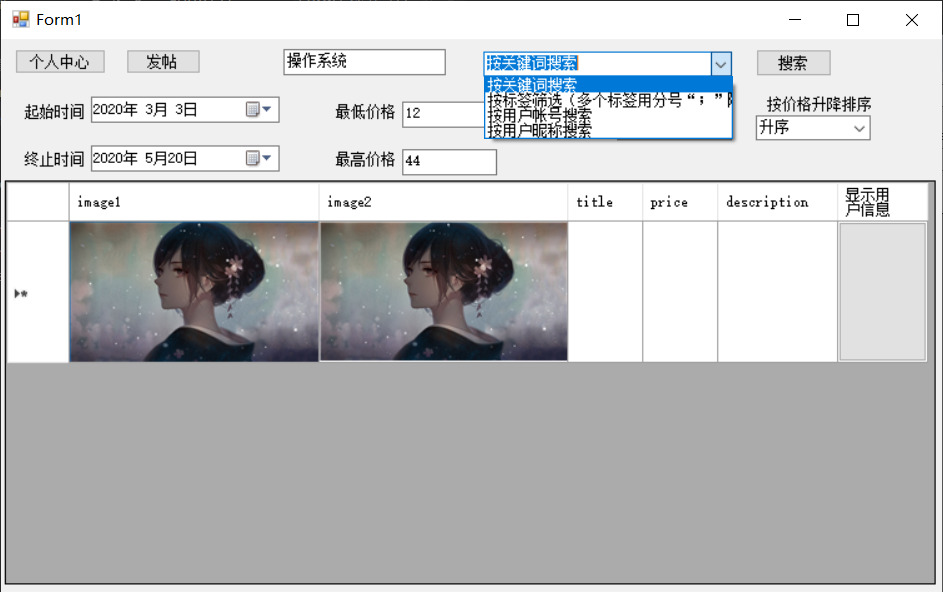 Form1
个人中心
发帖
操作系统
按关键词搜索
搜索
按关键词搜索
按标签筛选（多个标签用分号“；”
按用户帐号搜索
按用户昵称搜索
起始时间
2020年 3月 3日
最低价格
12
按价格升降排序
升序
终止时间
2020年 5月20日
最高价格
44
image1
image2
title
price
description
显示用
户信息